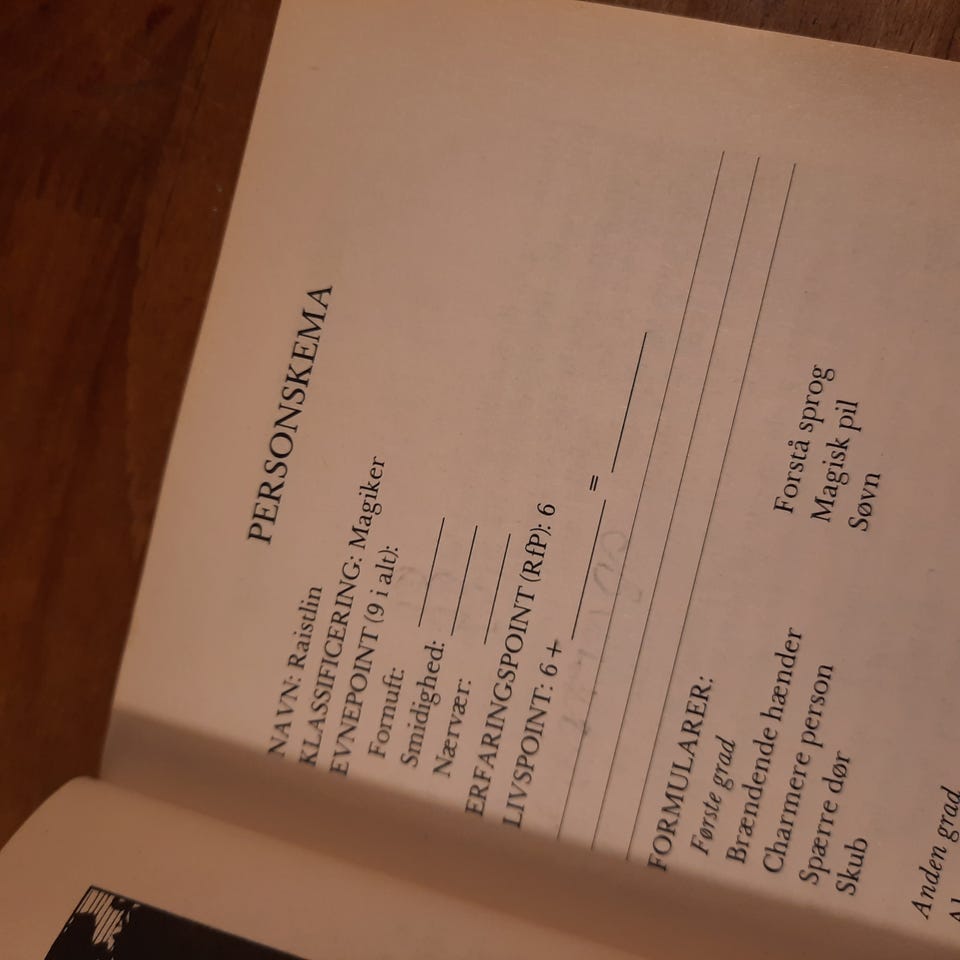 PERSONSKEMA
NAVN: Raistlin
KLASSIFICERING: Magiker
EVNEPOINT (9 i alt):
Fornuft:
Smidighed:
Nærvær:
ERFARINGSPOINT (RfP): 6
LIVSPOINT: 6 + =
FORMULARER:
Første grad
Brændende hænder
Charmere person
Spærre dør
Skub
Forstå sprog
Magisk pil
Søvn
Anden grad